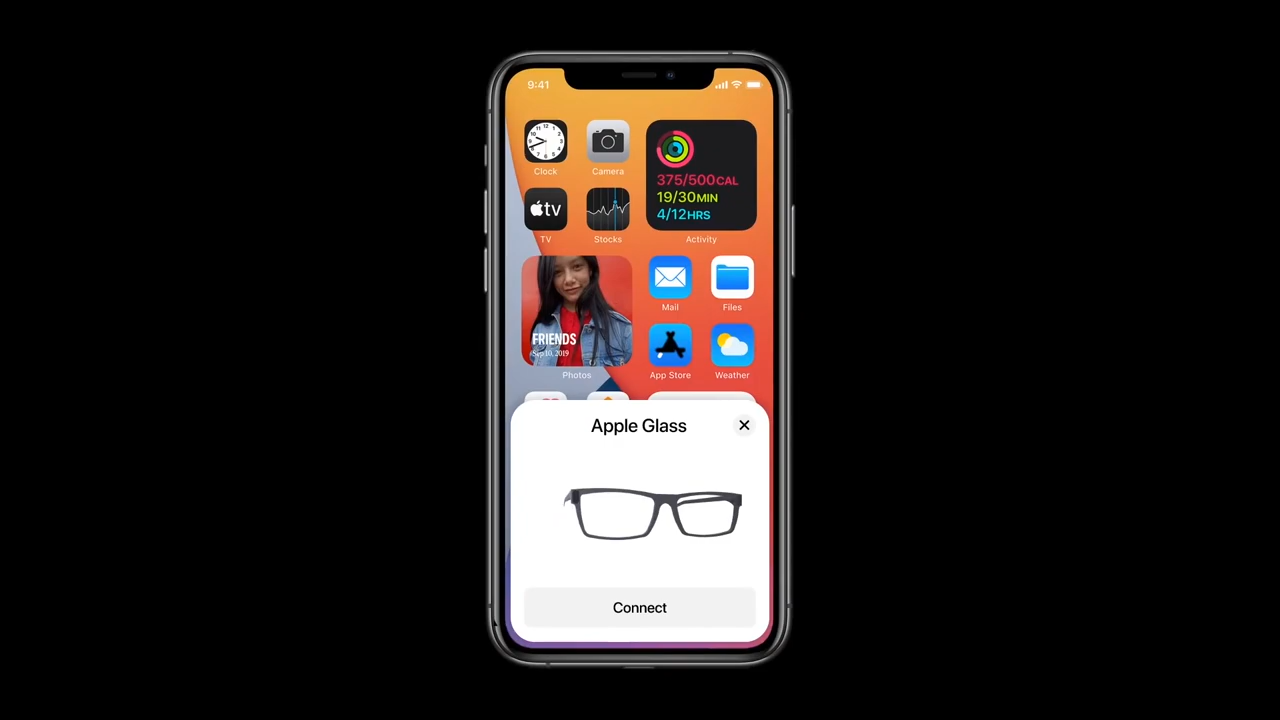 9:41
Clock
Camera
375/500CAL
19/30MIN
4/12HRS
tv
TV
Stocks
Activity
FRIENDS
Sep 10, 2019
Mail
Files
Photos
App Store
Weather
Apple Glass
Connect